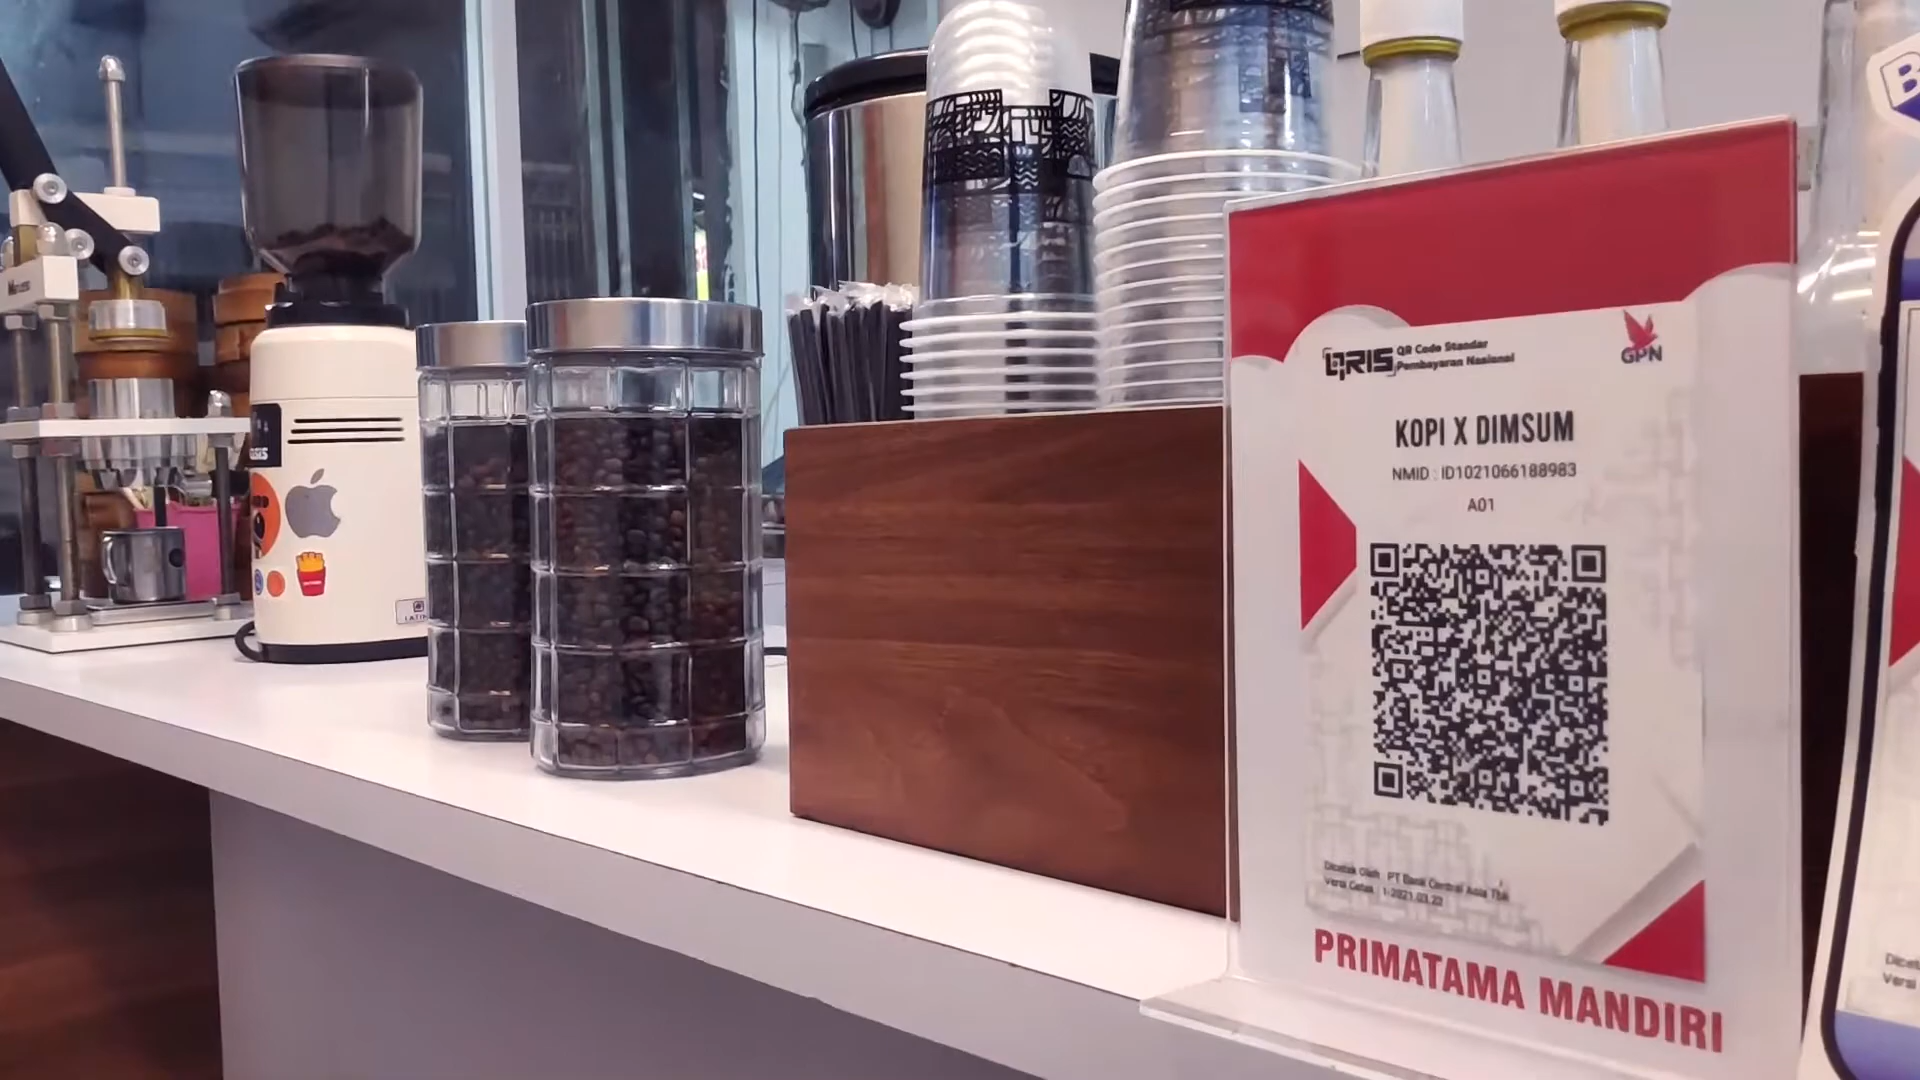 QRIS QR Code Standar
Pembayaran Nasional
GPN
KOPI X DIMSUM
NMID : ID1021066188983
A01
Dicetak Oleh : PT Bank Central Asia Tbk
Versi Cetak : 1-2021.03.22
PRIMATAMA MANDIRI